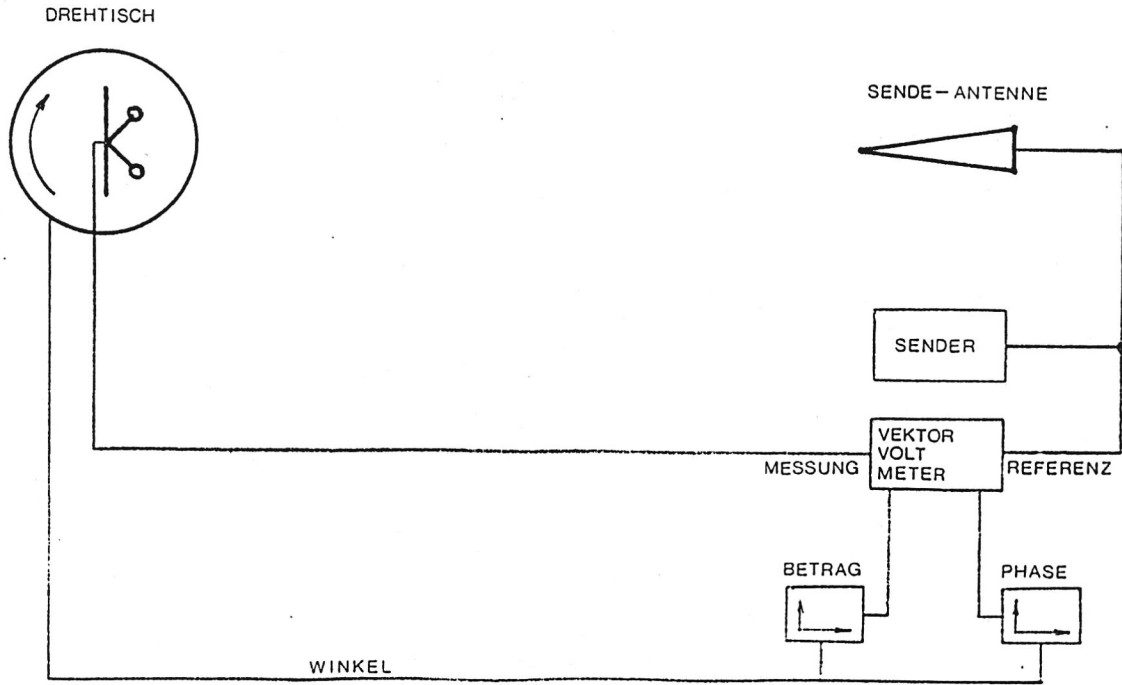 DREHTISCH
SENDE-ANTENNE
SENDER
VEKTOR
VOLT
METER
MESSUNG
REFERENZ
BETRAG
PHASE
WINKEL